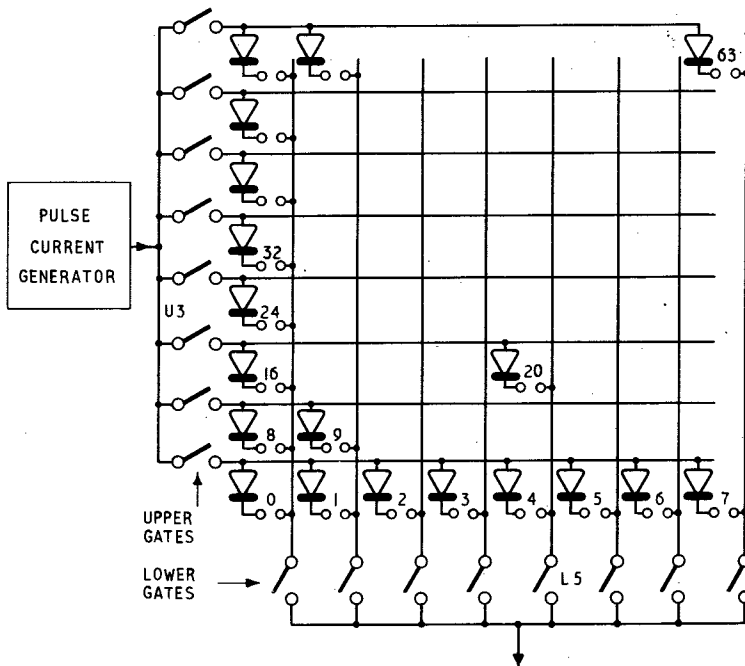 63
PULSE
CURRENT
GENERATOR
32
U3
24
16
20
8
9
0
1
2
3
4
5
6
7
UPPER
GATES
LOWER
GATES
L5